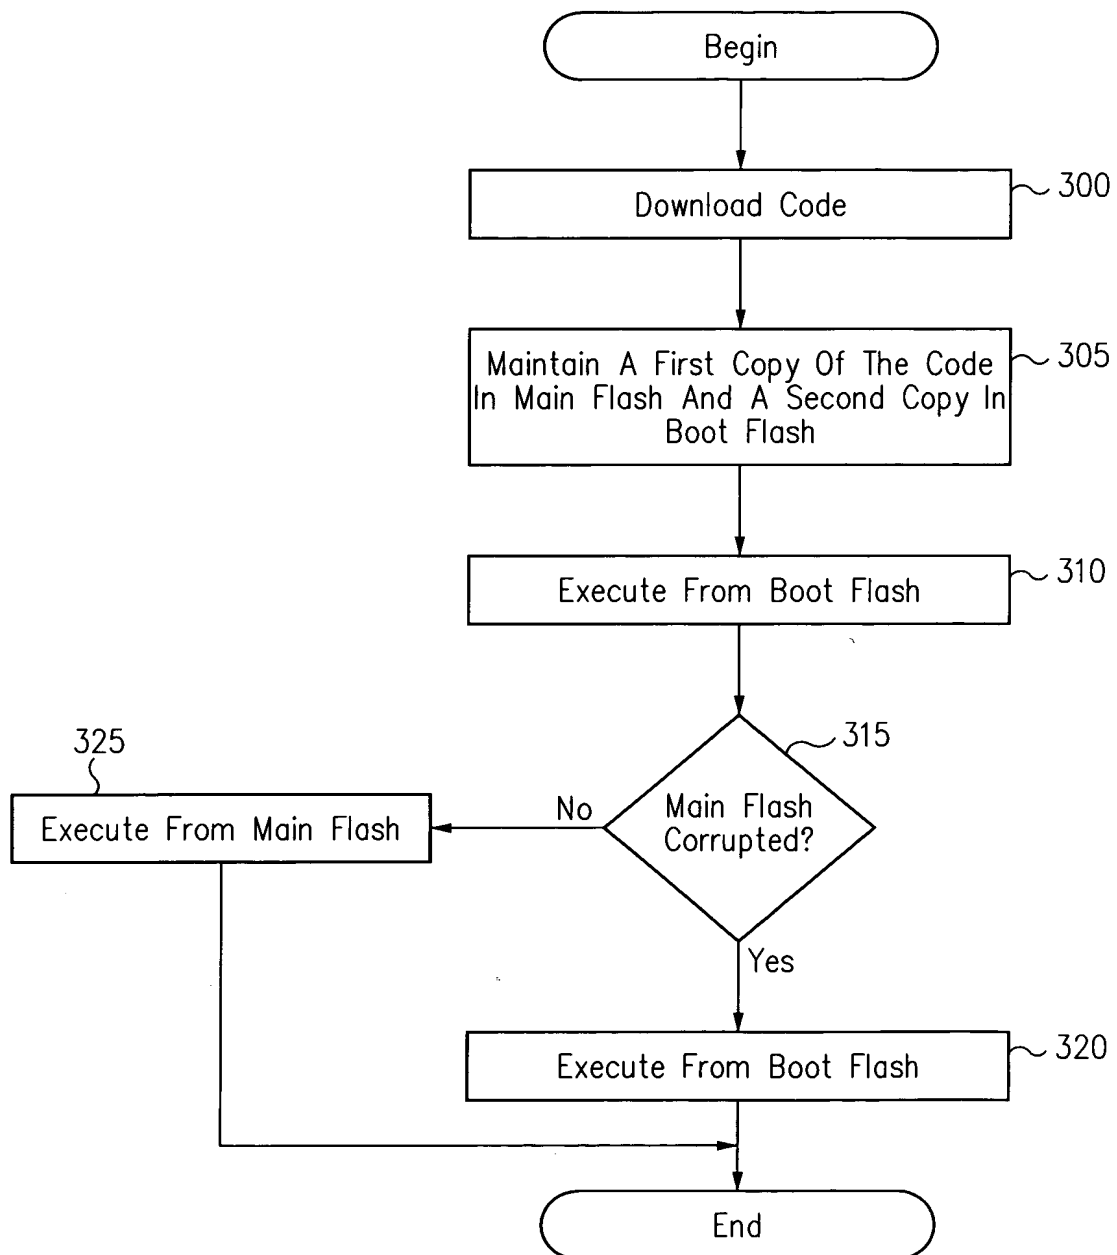 Begin
Download Code
300
Maintain A First Copy Of The Code
In Main Flash And A Second Copy In
Boot Flash
305
Execute From Boot Flash
310
315
Main Flash
Corrupted?
No
325
Execute From Main Flash
Yes
Execute From Boot Flash
320
End